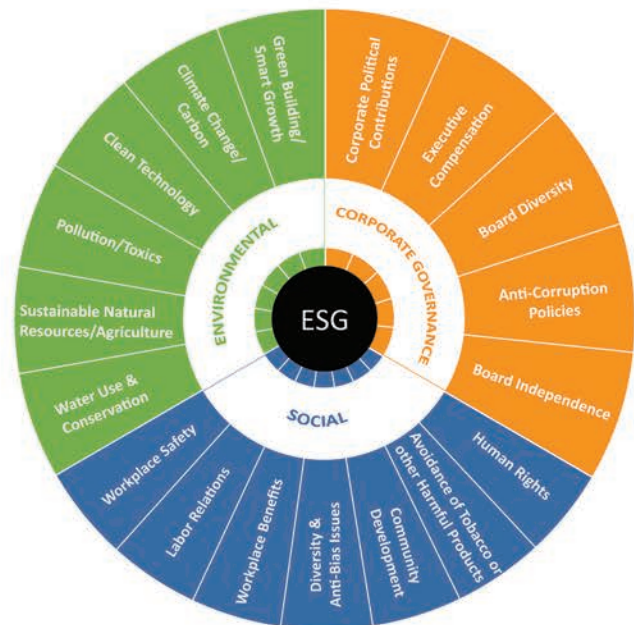 ESG
ENVIRONMENTAL
CORPORATE GOVERNANCE
SOCIAL
Green Building/
Smart Growth
Climate Change/
Carbon
Clean Technology
Pollution/Toxics
Sustainable Natural
Resources/Agriculture
Water Use &
Conservation
Corporate Political
Contributions
Executive
Compensation
Board Diversity
Anti-Corruption
Policies
Board Independence
Human Rights
Avoidance of Tobacco or
other Harmful Products
Community
Development
Diversity &
Anti-Bias Issues
Workplace Benefits
Labor Relations
Workplace Safety